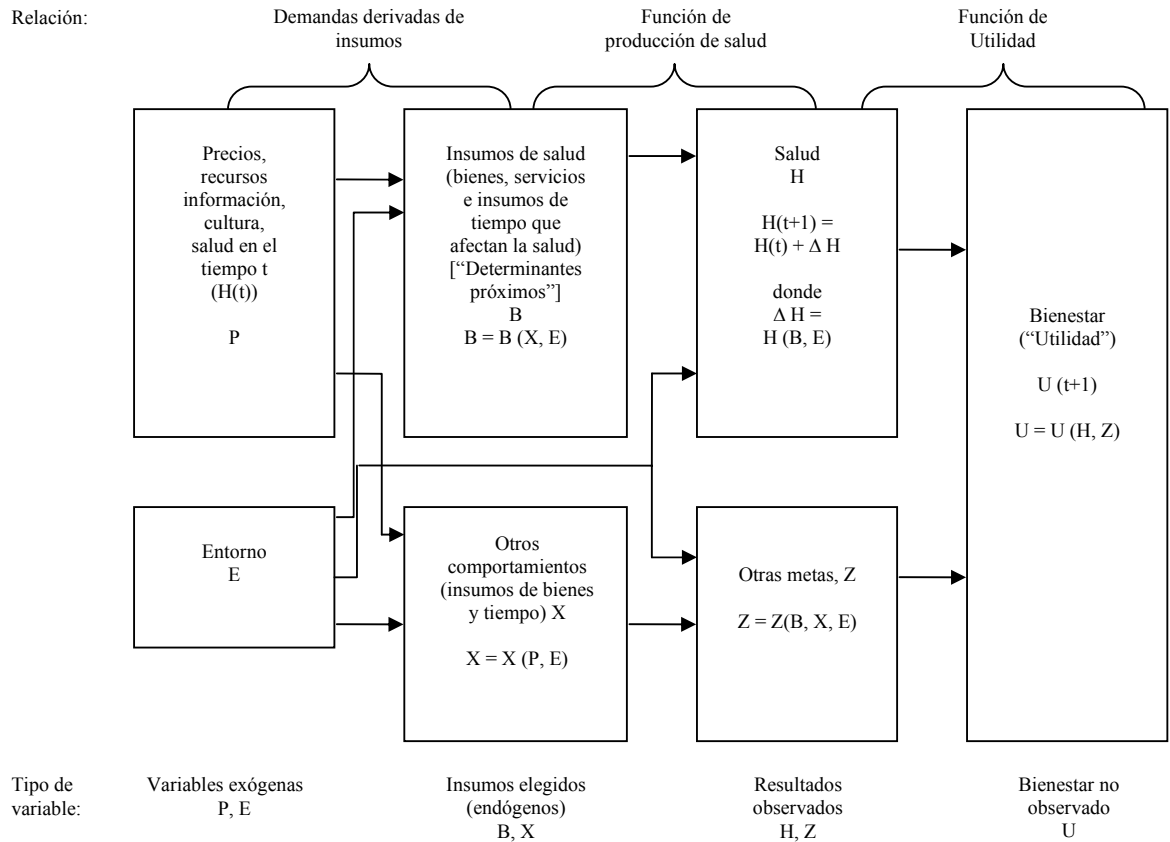 Relación:
Demandas derivadas de
insumos
Función de
producción de salud
Función de
Utilidad
Precios,
recursos
información,
cultura,
salud en el
tiempo t
(H(t))
P
Insumos de salud
(bienes, servicios
e insumos de
tiempo que
afectan la salud)
[“Determinantes
próximos”]
B
B = B (X, E)
Salud
H
H(t+1) =
H(t) + Δ H
donde
Δ H =
H (B, E)
Bienestar
(“Utilidad”)
U (t+1)
U = U (H, Z)
Entorno
E
Otros
comportamientos
(insumos de bienes
y tiempo) X
X = X (P, E)
Otras metas, Z
Z = Z(B, X, E)
Tipo de
variable:
Variables exógenas
P, E
Insumos elegidos
(endógenos)
B, X
Resultados
observados
H, Z
Bienestar no
observado
U